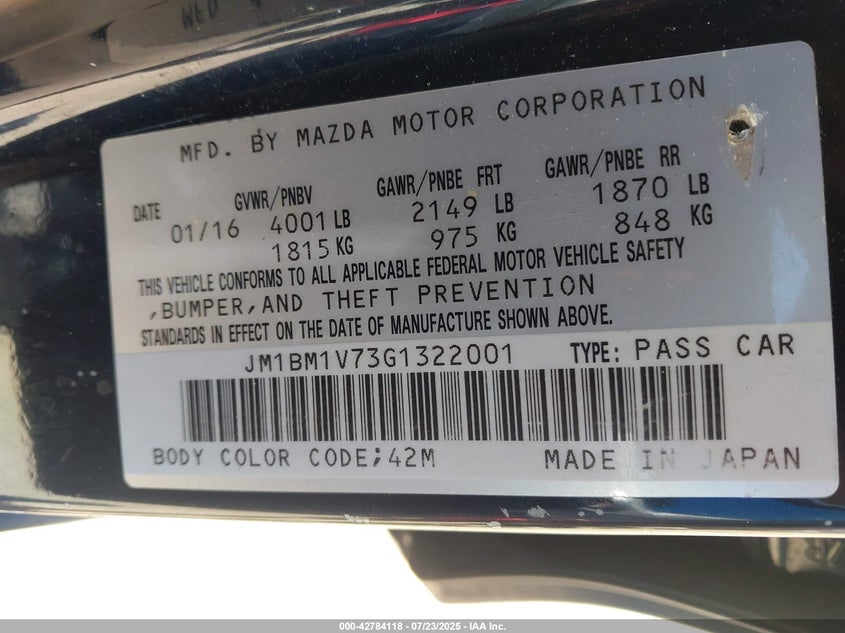 MFD. BY MAZDA MOTOR CORPORATION
DATE GVWR/PNBV GAWR/PNBE FRT GAWR/PNBE RR
01/16 4001 LB 2149 LB 1870 LB
1815 KG 975 KG 848 KG
THIS VEHICLE CONFORMS TO ALL APPLICABLE FEDERAL MOTOR VEHICLE SAFETY
,BUMPER,AND THEFT PREVENTION
STANDARDS IN EFFECT ON THE DATE OF MANUFACTURE SHOWN ABOVE.
JM1BM1V73G1322001 TYPE: PASS CAR
BODY COLOR CODE;42M MADE IN JAPAN
000-42784118 - 07/23/2025 - IAA Inc.